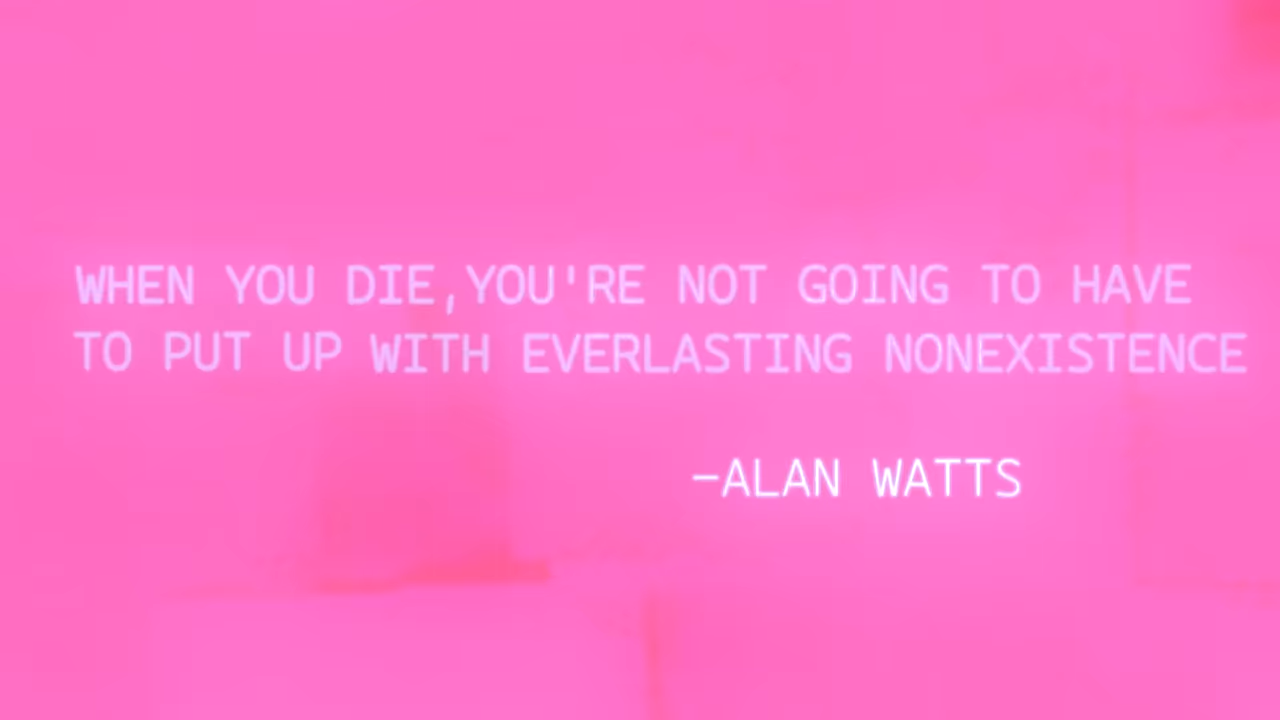 WHEN YOU DIE,YOU'RE NOT GOING TO HAVE
TO PUT UP WITH EVERLASTING NONEXISTENCE
—ALAN WATTS